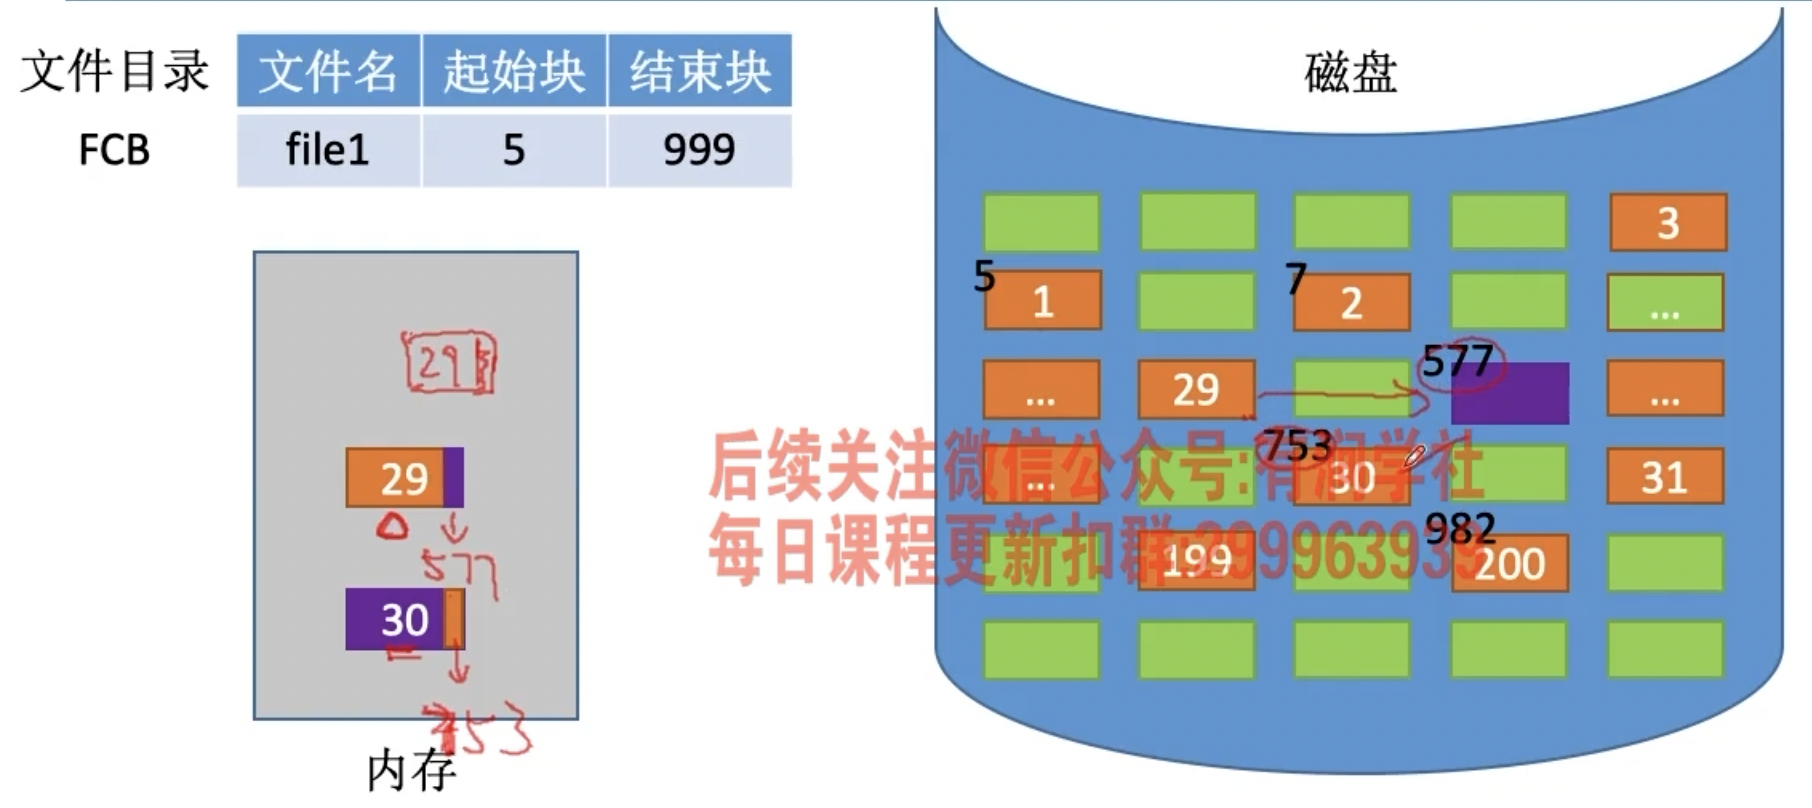 文件目录 文件名 起始块 结束块
FCB file1 5 999
磁盘
3
5 1 7 2 ...
29
... 29 577 ...
后续关注微信公众号:有润学社
753
29 ... 30 31
577
982
每日课程更新扣群:299963939
30 199 200
753
内存